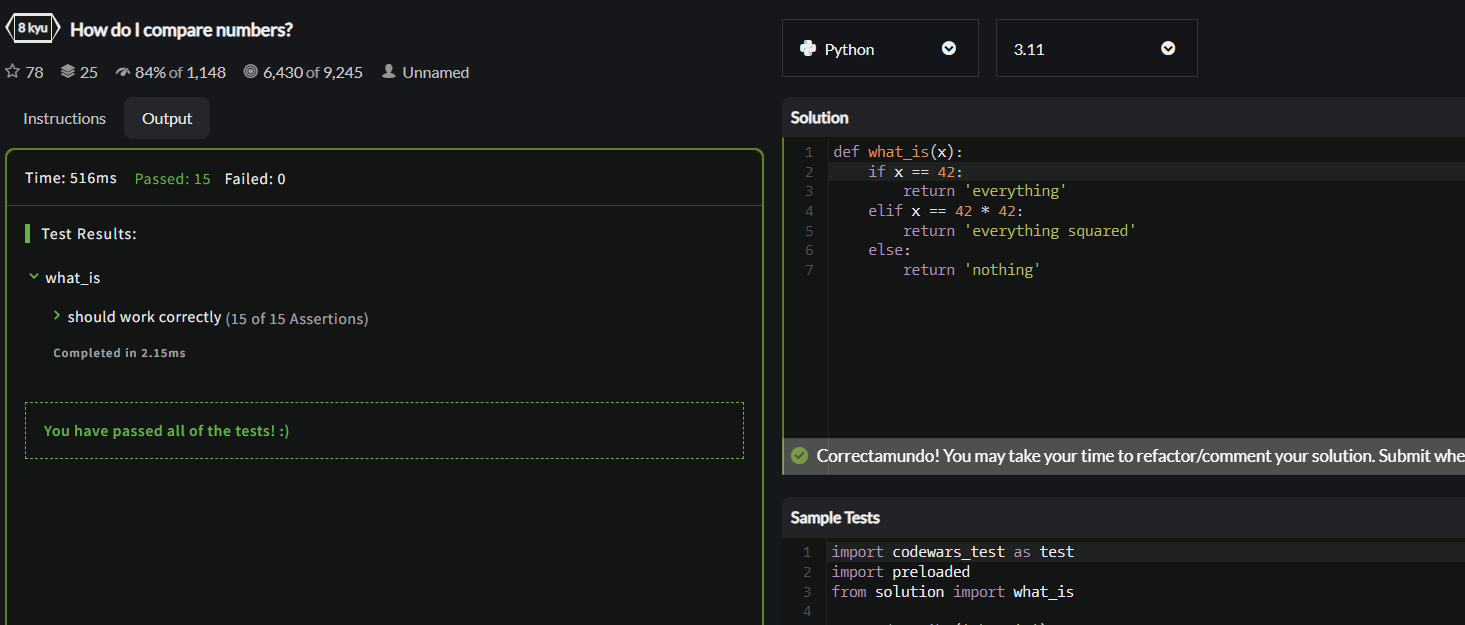 8 kyu How do I compare numbers?
78 25 84% of 1,148 6,430 of 9,245 Unnamed
Instructions Output
Time: 516ms Passed: 15 Failed: 0
Test Results:
what_is
should work correctly (15 of 15 Assertions)
Completed in 2.15ms
You have passed all of the tests! :)
Python 3.11
Solution
1 def what_is(x):
2 if x == 42:
3 return 'everything'
4 elif x == 42 * 42:
5 return 'everything squared'
6 else:
7 return 'nothing'
Correctamundo! You may take your time to refactor/comment your solution. Submit whe
Sample Tests
1 import codewars_test as test
2 import preloaded
3 from solution import what_is
4